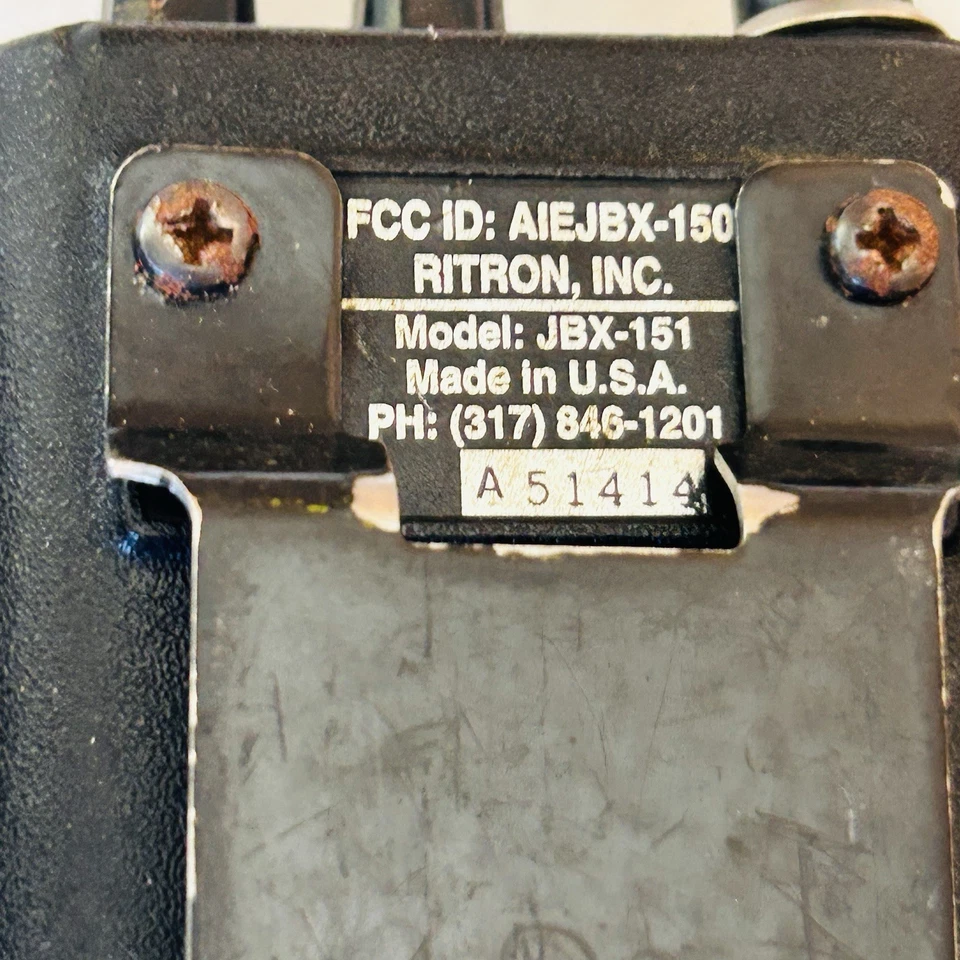 FCC ID: AIEJBX-150
RITRON, INC.
Model: JBX-151
Made in U.S.A.
PH: (317) 846-1201
A 51414